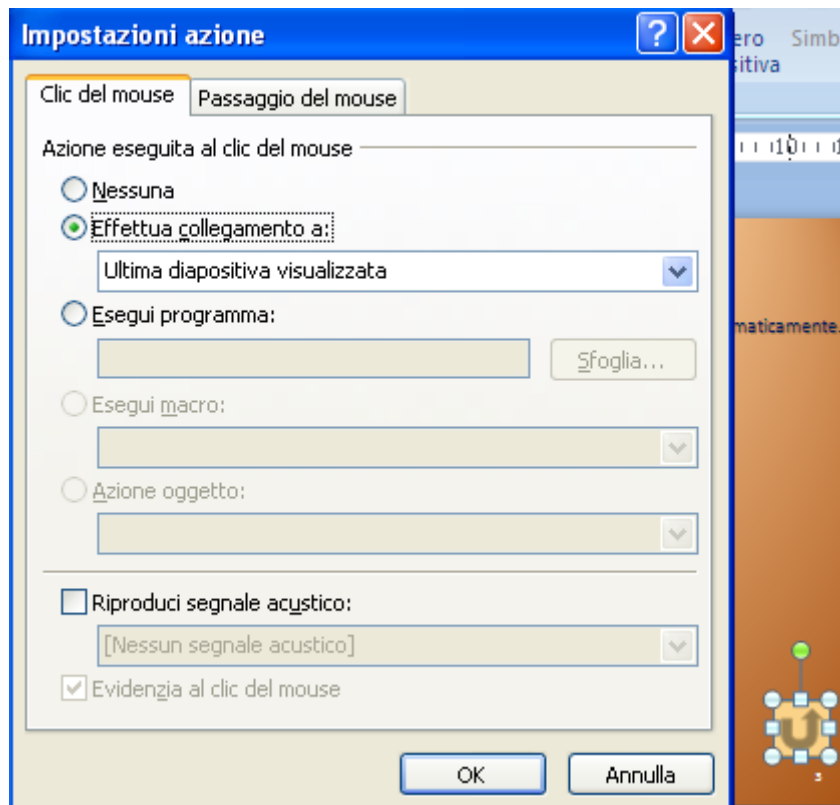 Impostazioni azione
ero Simb
sitiva
Clic del mouse Passaggio del mouse
Azione eseguita al clic del mouse
10
Nessuna
Effettua collegamento a:
Ultima diapositiva visualizzata
Esegui programma:
maticamente.
Sfoglia...
Esegui macro:
Azione oggetto:
Riproduci segnale acustico:
[Nessun segnale acustico]
Evidenzia al clic del mouse
OK Annulla
3